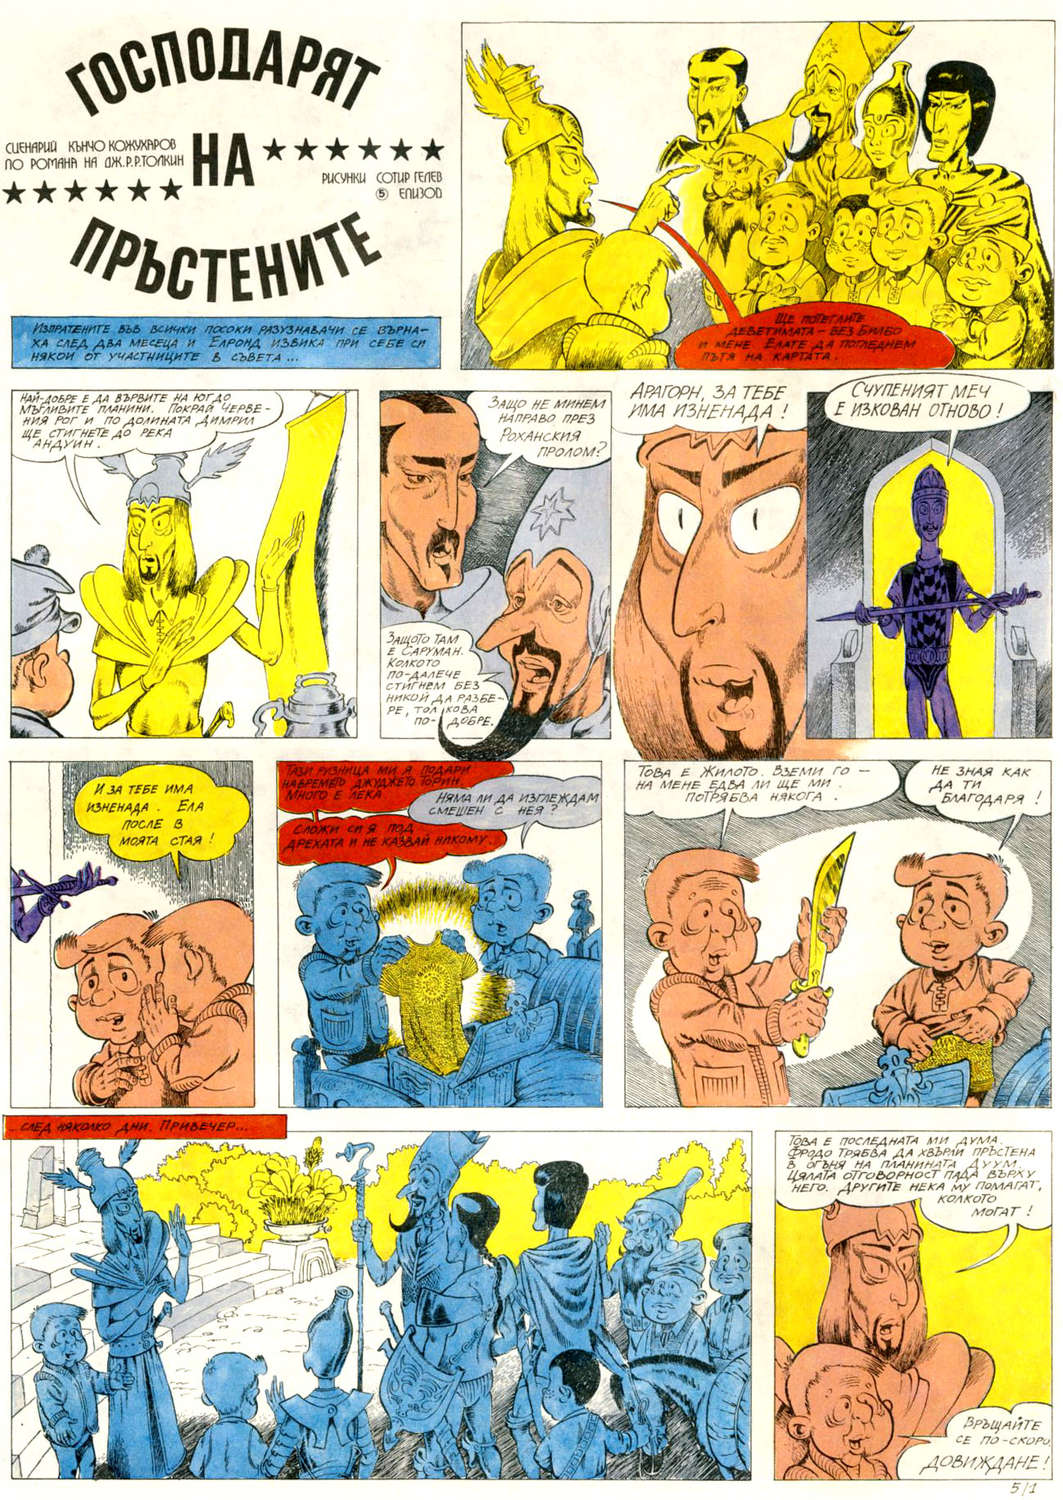 ГОСПОДАРЯТ
НА
ПРЪСТЕНИТЕ
СЦЕНАРИЙ КЪНЧО КОЖУХАРОВ
ПО РОМАНА НА ДЖ.Р.Р.ТОЛКИН
РИСУНКИ СОТИР ГЕЛЕВ
5 ЕПИЗОД
ИЗПРАТЕНИТЕ ВЪВ ВСИЧКИ ПОСОКИ РАЗУЗНАВАЧИ СЕ ВЪРНА-
ХА СЛЕД ДВА МЕСЕЦА И ЕЛРОНД ИЗВИКА ПРИ СЕБЕ СИ
НЯКОИ ОТ УЧАСТНИЦИТЕ В СЪВЕТА...
ЩЕ ПОТЕГЛИТЕ
ДЕВЕТИМАТА – БЕЗ БИЛБО
И МЕНЕ. ЕЛАТЕ ДА ПОГЛЕДНЕМ
ПЪТЯ НА КАРТАТА.
НАЙ-ДОБРЕ Е ДА ВЪРВИТЕ НА ЮГ ДО
МЪГЛИВИТЕ ПЛАНИНИ. ПОКРАЙ ЧЕРВЕ-
НИЯ РОГ И ПО ДОЛИНАТА ДИМРИЛ
ЩЕ СТИГНЕТЕ ДО РЕКА
АНДУИН.
ЗАЩО НЕ МИНЕМ
НАПРАВО ПРЕЗ
РОХАНСКИЯ
ПРОЛОМ?
ЗАЩОТО ТАМ
Е САРУМАН.
КОЛКОТО
ПО-ДАЛЕЧЕ
СТИГНЕМ БЕЗ
НИКОЙ ДА РАЗБЕ-
РЕ, ТОЛКОВА
ПО-ДОБРЕ.
АРАГОРН, ЗА ТЕБЕ
ИМА ИЗНЕНАДА!
СЧУПЕНИЯТ МЕЧ
Е ИЗКОВАН ОТНОВО!
И ЗА ТЕБЕ ИМА
ИЗНЕНАДА. ЕЛА
ПОСЛЕ В
МОЯТА СТАЯ!
ТАЗИ РИЗНИЦА МИ Я ПОДАРИ
НАВРЕМЕТО ДЖУДЖЕТО ТОРИН.
МНОГО Е ЛЕКА.
НЯМА ЛИ ДА ИЗГЛЕЖДАМ
СМЕШЕН С НЕЯ?
СЛОЖИ СИ Я ПОД
ДРЕХАТА И НЕ КАЗВАЙ НИКОМУ...
ТОВА Е ЖИЛОТО. ВЗЕМИ ГО –
НА МЕНЕ ЕДВА ЛИ ЩЕ МИ
ПОТРЯБВА НЯКОГА.
НЕ ЗНАЯ КАК
ДА ТИ
БЛАГОДАРЯ!
...СЛЕД НЯКОЛКО ДНИ. ПРИВЕЧЕР...
ТОВА Е ПОСЛЕДНАТА МИ ДУМА.
ФРОДО ТРЯБВА ДА ХВЪРЛИ ПРЪСТЕНА
В ОГЪНЯ НА ПЛАНИНАТА ДУУМ.
ЦЯЛАТА ОТГОВОРНОСТ ПАДА ВЪРХУ
НЕГО. ДРУГИТЕ НЕКА МУ ПОМАГАТ,
КОЛКОТО
МОГАТ!
ВРЪЩАЙТЕ
СЕ ПО-СКОРО.
ДОВИЖДАНЕ!
5/1